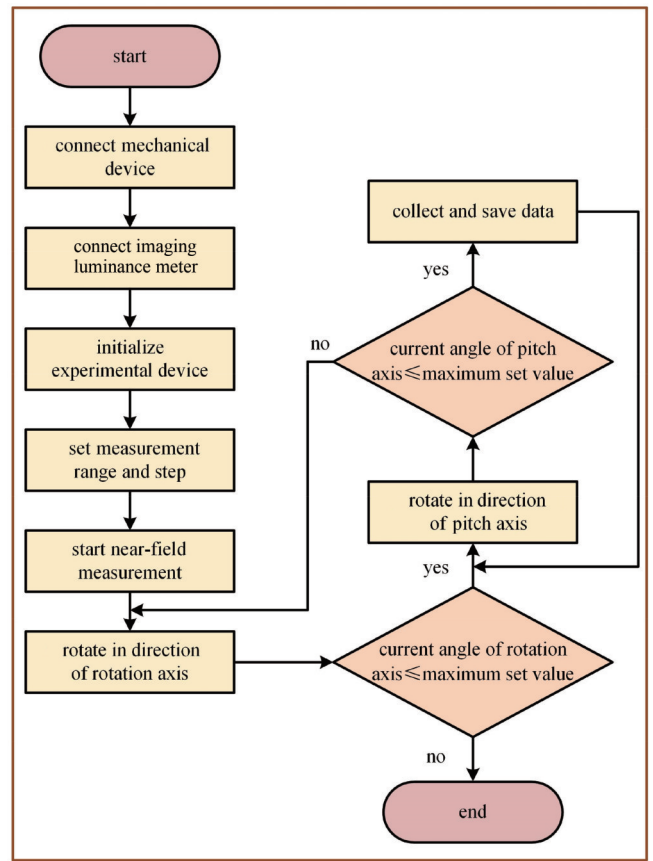 start
connect mechanical
device
connect imaging
luminance meter
initialize
experimental device
set measurement
range and step
start near-field
measurement
rotate in direction
of rotation axis
collect and save data
yes
no
current angle of pitch
axis≤maximum set value
rotate in direction
of pitch axis
yes
current angle of rotation
axis≤maximum set value
no
end